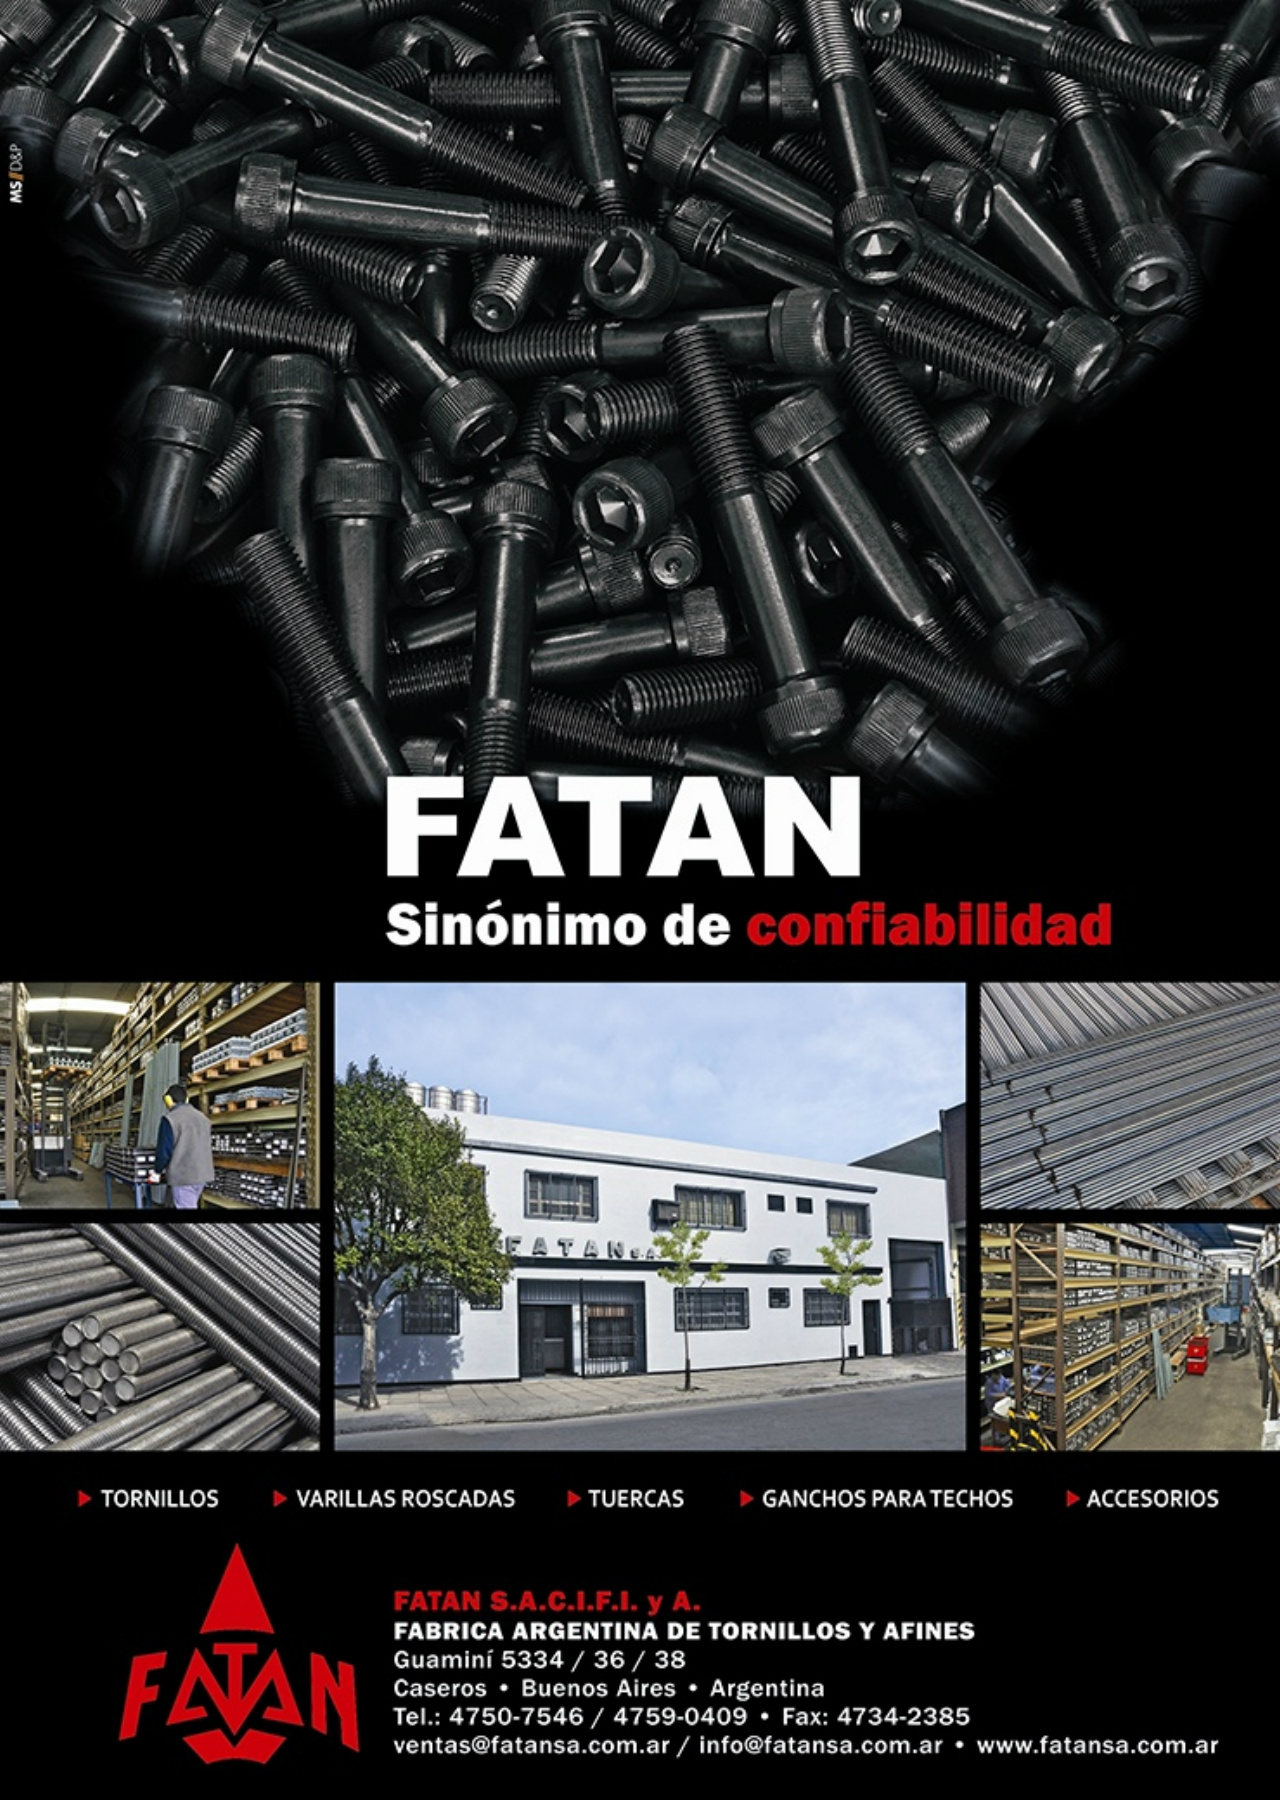 MS//D&P
FATAN
Sinónimo de confiabilidad
FATAN S.A.
TORNILLOS
VARILLAS ROSCADAS
TUERCAS
GANCHOS PARA TECHOS
ACCESORIOS
FATAN
FATAN S.A.C.I.F.I. y A.
FABRICA ARGENTINA DE TORNILLOS Y AFINES
Guaminí 5334 / 36 / 38
Caseros • Buenos Aires • Argentina
Tel.: 4750-7546 / 4759-0409 • Fax: 4734-2385
ventas@fatansa.com.ar / info@fatansa.com.ar • www.fatansa.com.ar